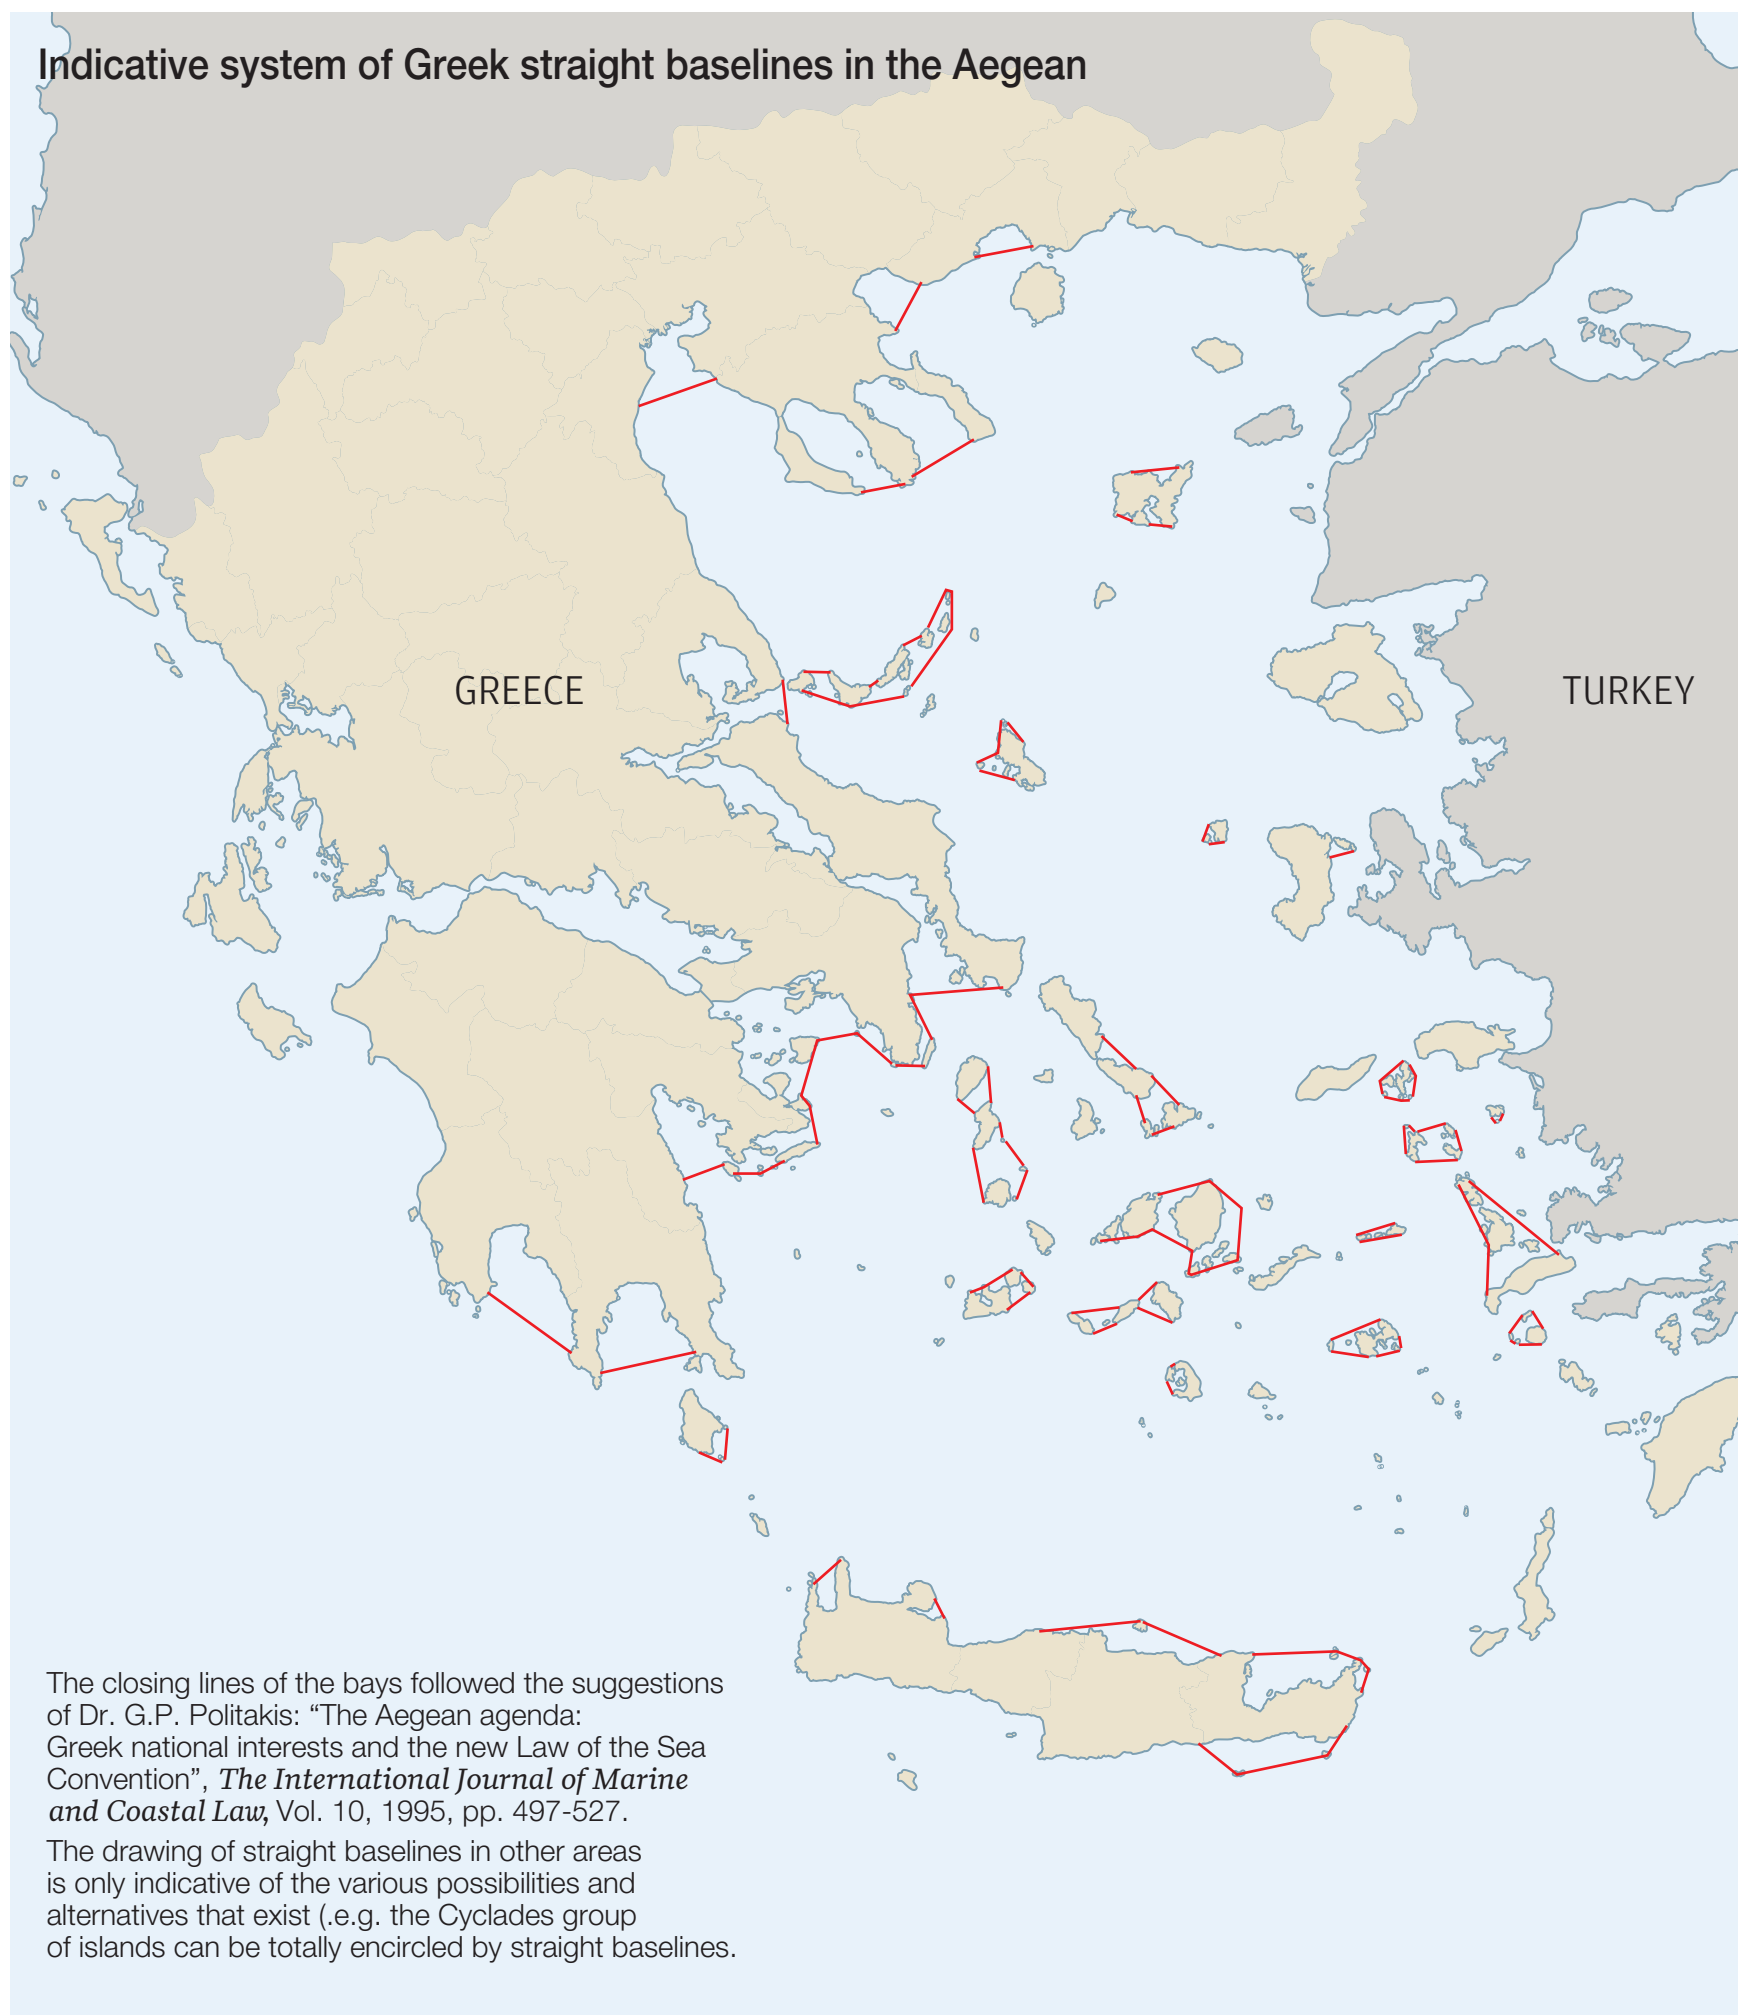 Indicative system of Greek straight baselines in the Aegean
GREECE
TURKEY
The closing lines of the bays followed the suggestions
of Dr. G.P. Politakis: “The Aegean agenda:
Greek national interests and the new Law of the Sea
Convention”, The International Journal of Marine
and Coastal Law, Vol. 10, 1995, pp. 497-527.
The drawing of straight baselines in other areas
is only indicative of the various possibilities and
alternatives that exist (.e.g. the Cyclades group
of islands can be totally encircled by straight baselines.